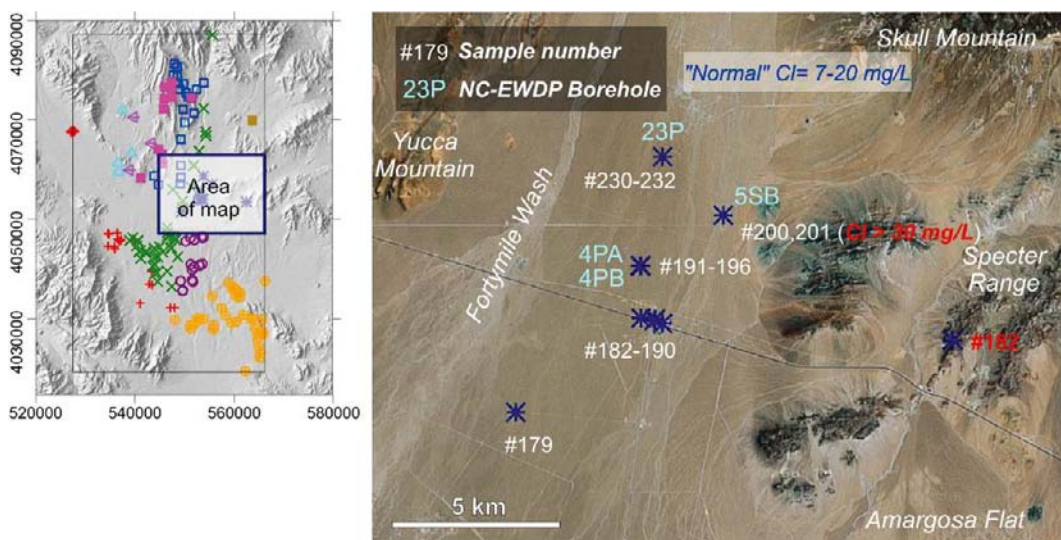 4090000
4070000
4050000
4030000
520000 540000 560000 580000
Area
of map
#179 Sample number
23P NC-EWDP Borehole
"Normal" Cl= 7-20 mg/L
Skull Mountain
Yucca
Mountain
Fortymile Wash
23P
#230-232
5SB
#200,201 (Cl > 30 mg/L)
4PA
4PB
#191-196
Specter
Range
#182-190
#182
#179
5 km
Amargosa Flat